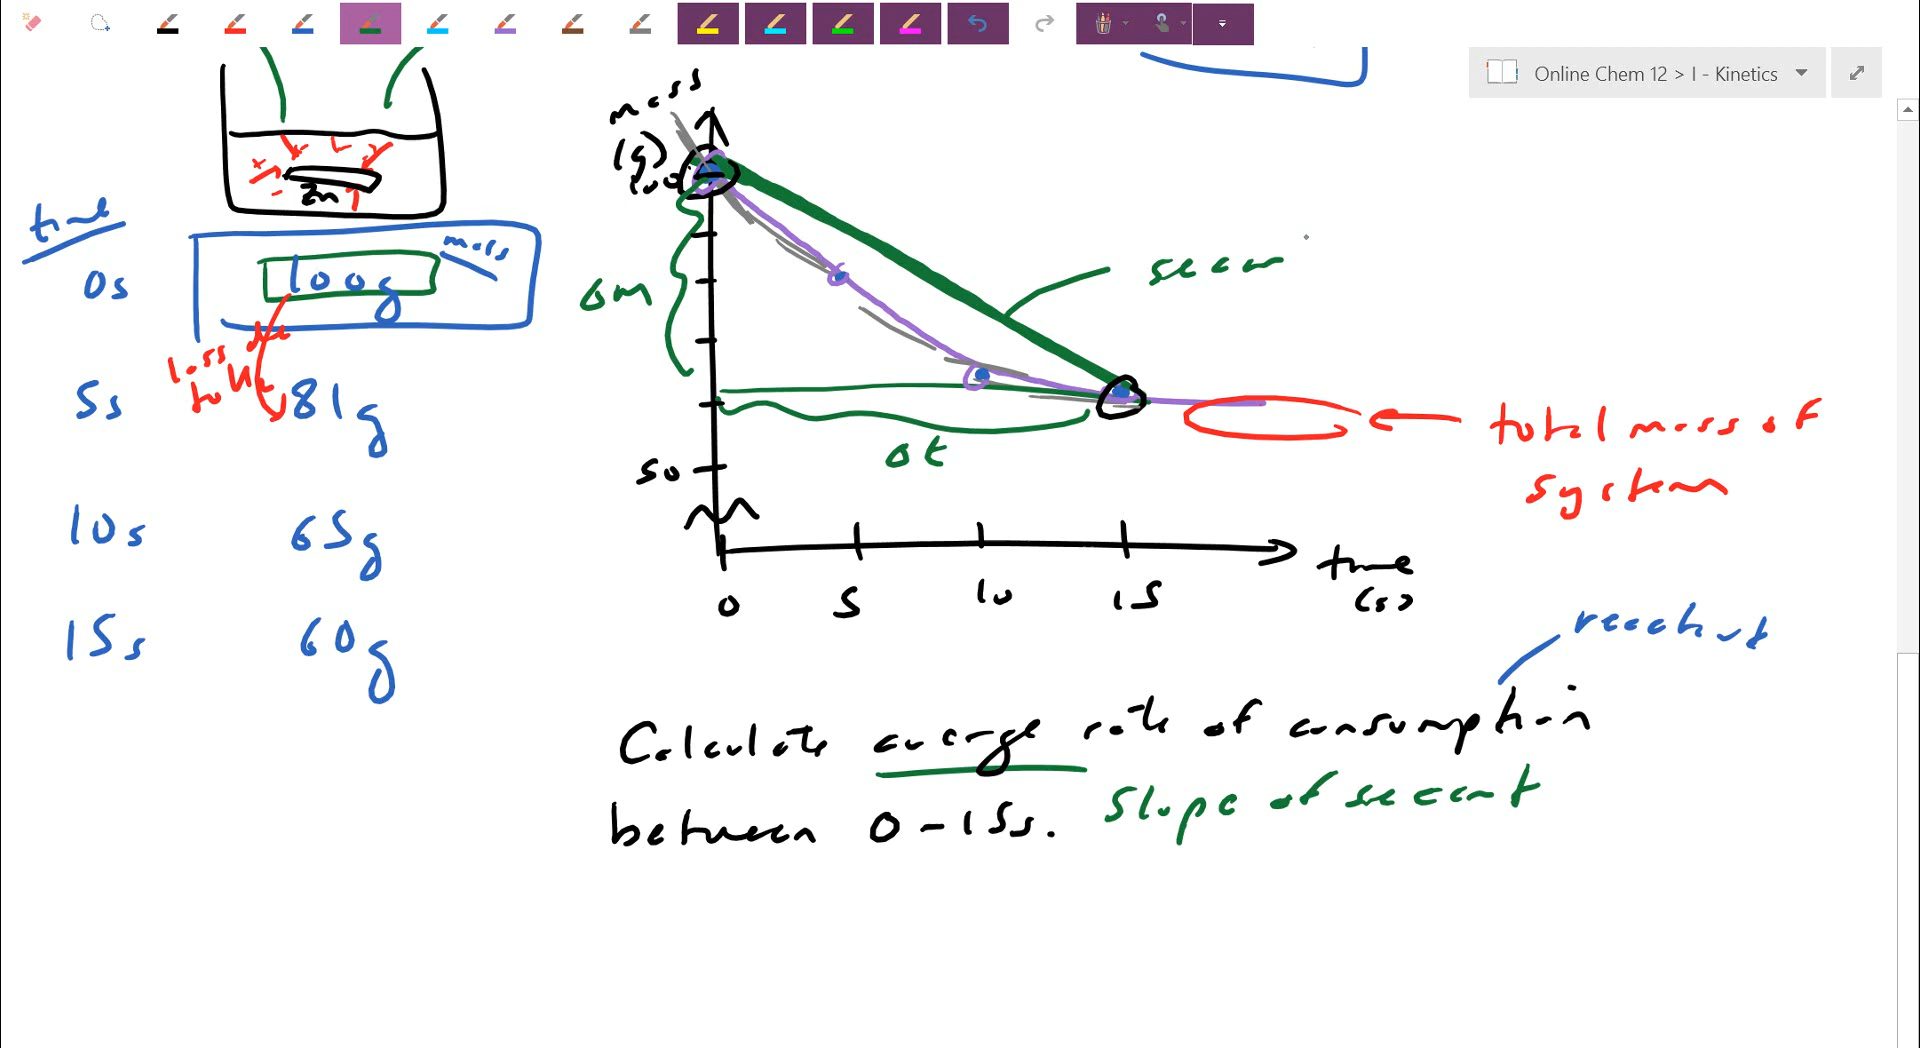 Online Chem 12 > I - Kinetics
mass
(g)
100
Zn
time
mass
0s
100g
Δm
secan
loss due
to H₂
5s
81g
total mass of
system
Δt
50
10s
65g
time
(s)
0
5
10
15
reactant
15s
60g
Calculate average rate of consumption
between 0-15s.
Slope of secant